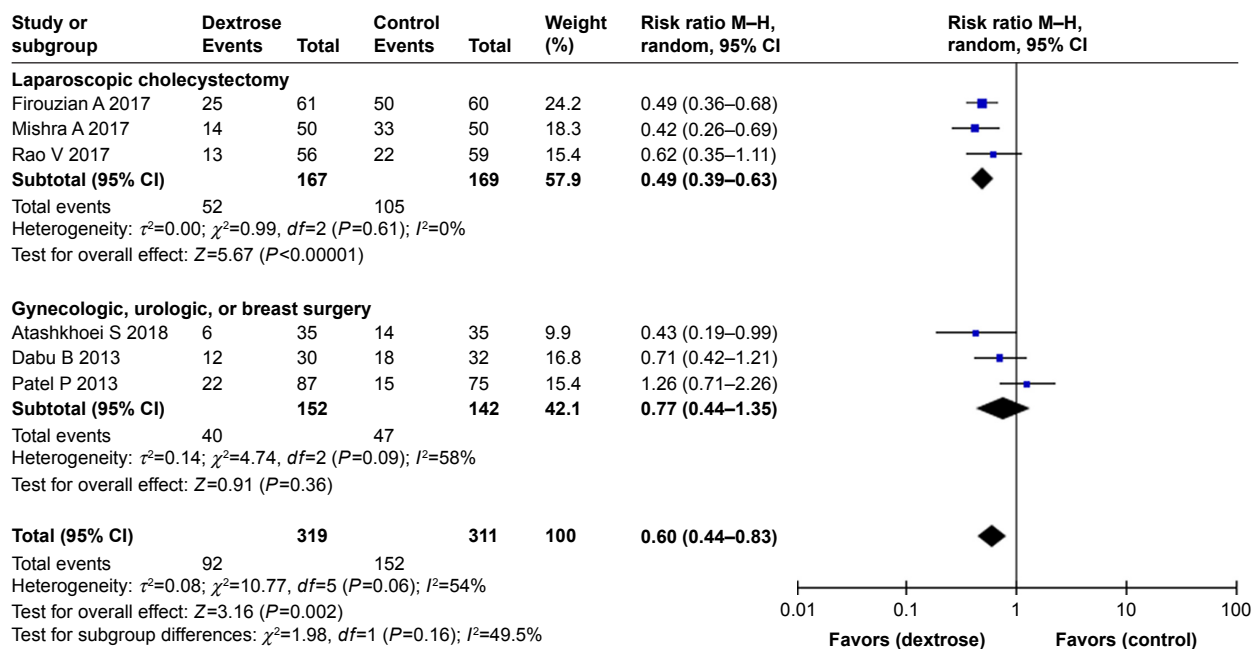 Study or subgroup Dextrose Events Total Control Events Total Weight (%) Risk ratio M–H, random, 95% CI Risk ratio M–H, random, 95% CI
Laparoscopic cholecystectomy
Firouzian A 2017 25 61 50 60 24.2 0.49 (0.36–0.68)
Mishra A 2017 14 50 33 50 18.3 0.42 (0.26–0.69)
Rao V 2017 13 56 22 59 15.4 0.62 (0.35–1.11)
Subtotal (95% CI) 167 169 57.9 0.49 (0.39–0.63)
Total events 52 105
Heterogeneity: τ²=0.00; χ²=0.99, df=2 (P=0.61); I²=0%
Test for overall effect: Z=5.67 (P<0.00001)
Gynecologic, urologic, or breast surgery
Atashkhoei S 2018 6 35 14 35 9.9 0.43 (0.19–0.99)
Dabu B 2013 12 30 18 32 16.8 0.71 (0.42–1.21)
Patel P 2013 22 87 15 75 15.4 1.26 (0.71–2.26)
Subtotal (95% CI) 152 142 42.1 0.77 (0.44–1.35)
Total events 40 47
Heterogeneity: τ²=0.14; χ²=4.74, df=2 (P=0.09); I²=58%
Test for overall effect: Z=0.91 (P=0.36)
Total (95% CI) 319 311 100 0.60 (0.44–0.83)
Total events 92 152
Heterogeneity: τ²=0.08; χ²=10.77, df=5 (P=0.06); I²=54%
Test for overall effect: Z=3.16 (P=0.002)
Test for subgroup differences: χ²=1.98, df=1 (P=0.16); I²=49.5%
0.01 0.1 1 10 100
Favors (dextrose) Favors (control)